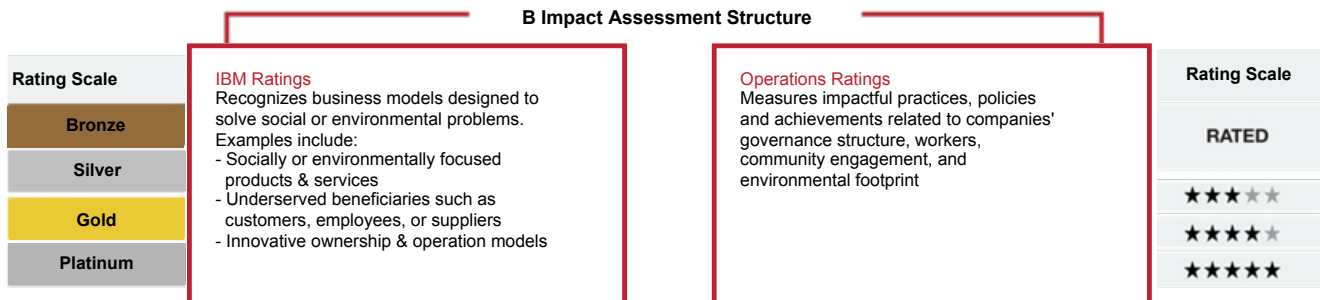 B Impact Assessment Structure
Rating Scale
Bronze
Silver
Gold
Platinum
IBM Ratings
Recognizes business models designed to
solve social or environmental problems.
Examples include:
- Socially or environmentally focused
products & services
- Underserved beneficiaries such as
customers, employees, or suppliers
- Innovative ownership & operation models
Operations Ratings
Measures impactful practices, policies
and achievements related to companies'
governance structure, workers,
community engagement, and
environmental footprint
Rating Scale
RATED
★★★★★
★★★★★
★★★★★